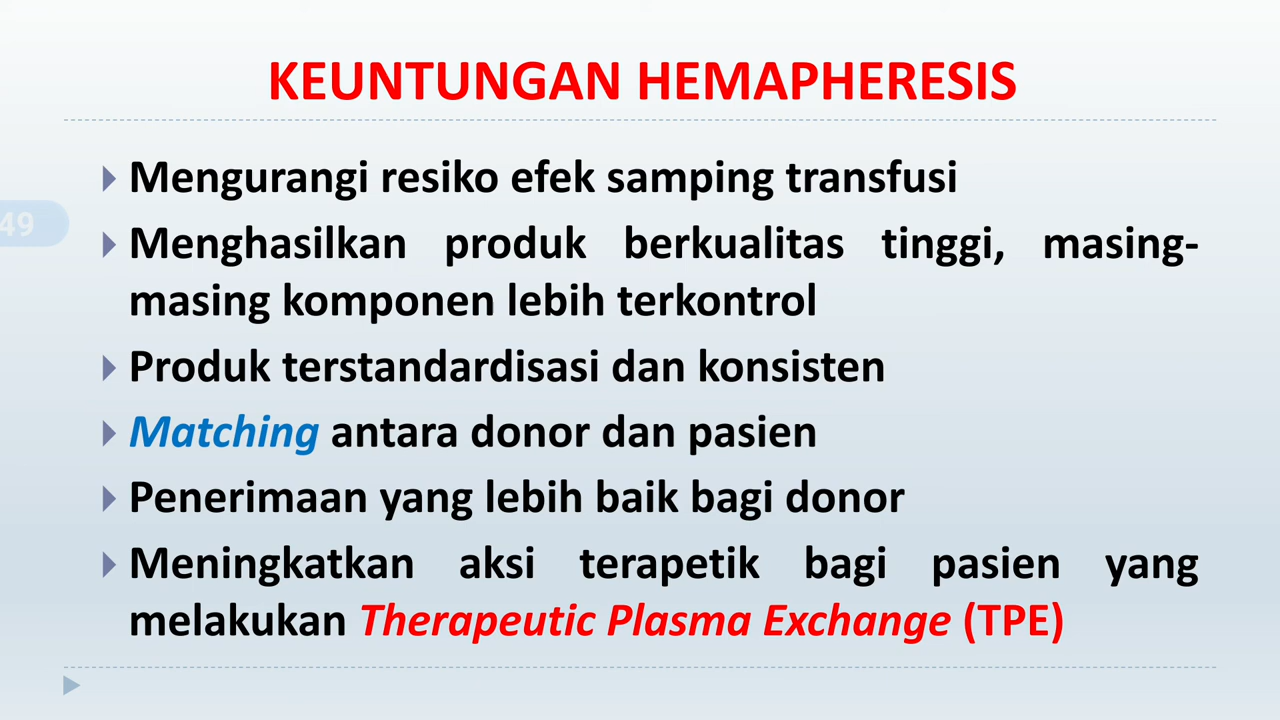 KEUNTUNGAN HEMAPHERESIS
Mengurangi resiko efek samping transfusi
49
Menghasilkan produk berkualitas tinggi, masing-
masing komponen lebih terkontrol
Produk terstandardisasi dan konsisten
Matching antara donor dan pasien
Penerimaan yang lebih baik bagi donor
Meningkatkan aksi terapetik bagi pasien yang
melakukan Therapeutic Plasma Exchange (TPE)